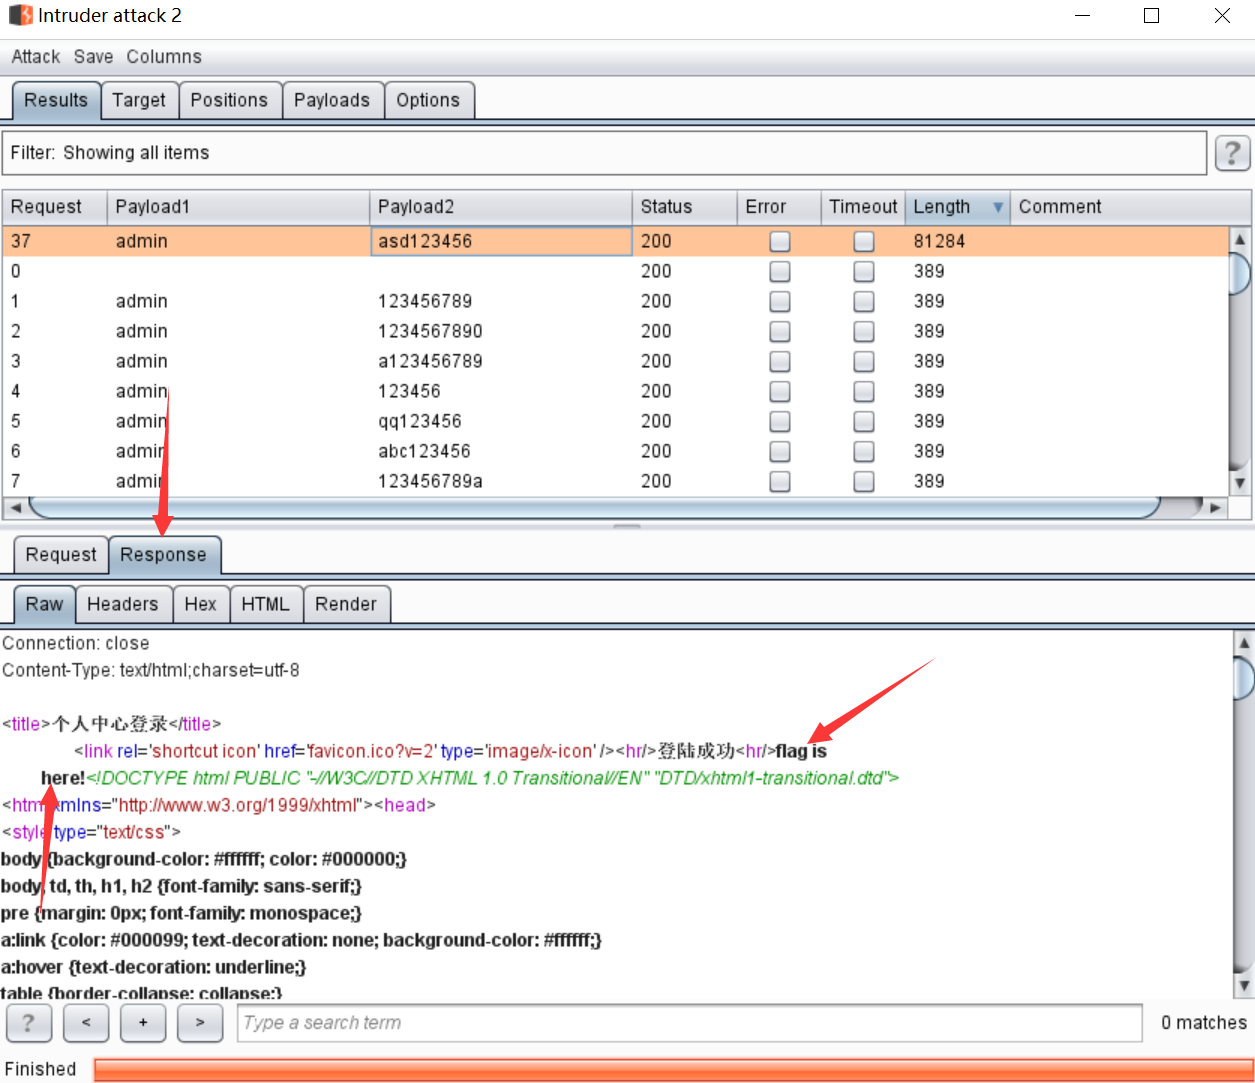 Intruder attack 2
Attack Save Columns
Results Target Positions Payloads Options
Filter: Showing all items ?
Request Payload1 Payload2 Status Error Timeout Length Comment
37 admin asd123456 200 81284
0 200 389
1 admin 123456789 200 389
2 admin 1234567890 200 389
3 admin a123456789 200 389
4 admin 123456 200 389
5 admin qq123456 200 389
6 admin abc123456 200 389
7 admin 123456789a 200 389
Request Response
Raw Headers Hex HTML Render
Connection: close
Content-Type: text/html;charset=utf-8
<title>个人中心登录</title>
<link rel='shortcut icon' href='favicon.ico?v=2' type='image/x-icon' /><hr/>登陆成功<hr/>flag is
here!<!DOCTYPE html PUBLIC "-//W3C//DTD XHTML 1.0 Transitional//EN" "DTD/xhtml1-transitional.dtd">
<html xmlns="http://www.w3.org/1999/xhtml"><head>
<style type="text/css">
body {background-color: #ffffff; color: #000000;}
body, td, th, h1, h2 {font-family: sans-serif;}
pre {margin: 0px; font-family: monospace;}
a:link {color: #000099; text-decoration: none; background-color: #ffffff;}
a:hover {text-decoration: underline;}
table {border-collapse: collapse;}
? < + > Type a search term 0 matches
Finished